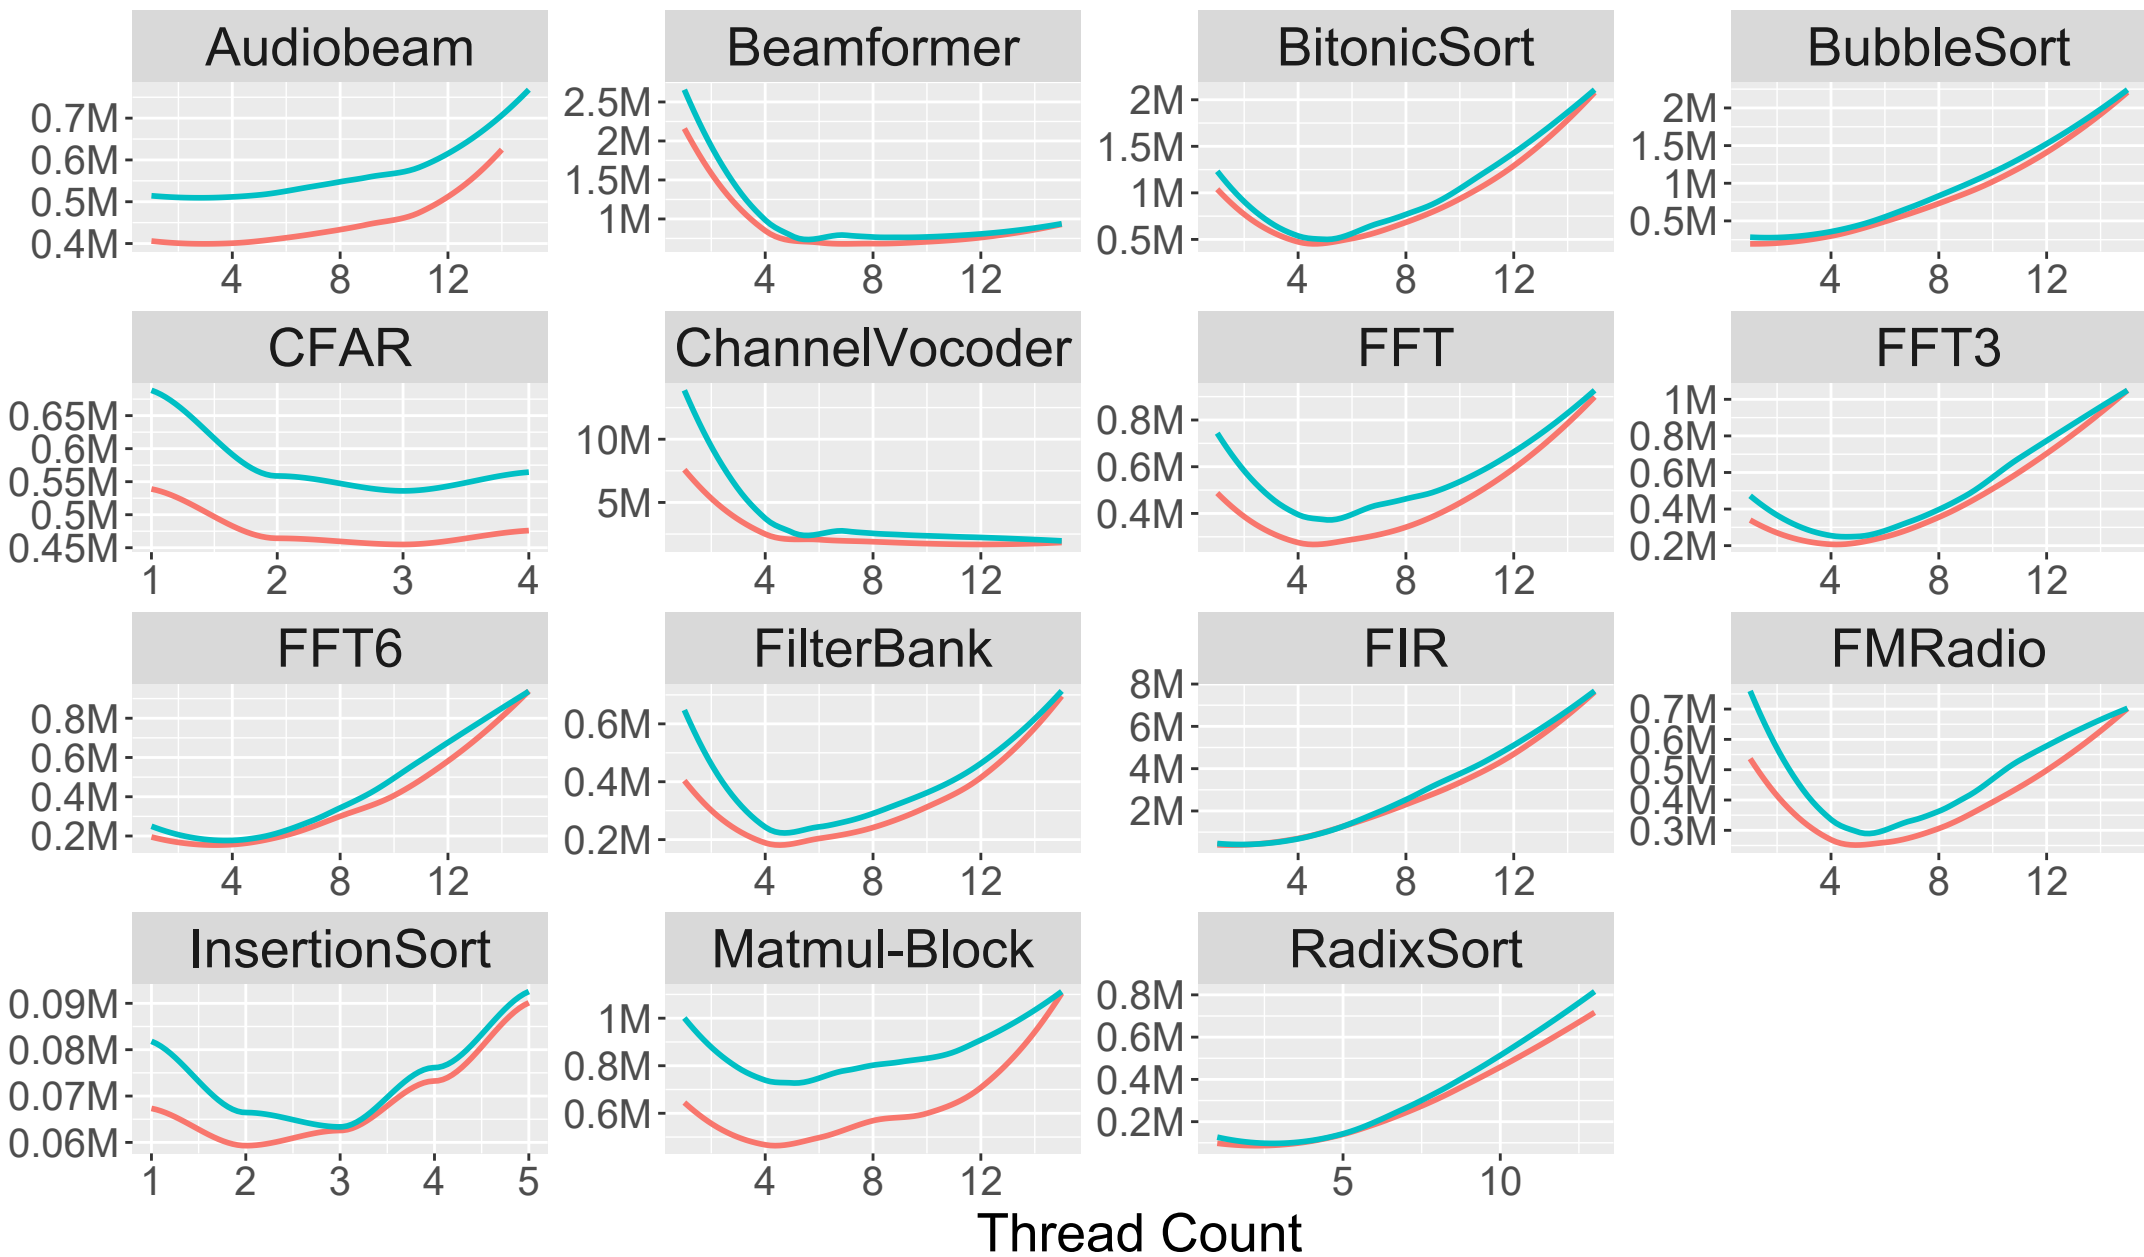 Audiobeam Beamformer BitonicSort BubbleSort
0.7M
0.6M
0.5M
0.4M
4 8 12
2.5M
2M
1.5M
1M
4 8 12
2M
1.5M
1M
0.5M
4 8 12
2M
1.5M
1M
0.5M
4 8 12
CFAR ChannelVocoder FFT FFT3
0.65M
0.6M
0.55M
0.5M
0.45M
1 2 3 4
10M
5M
4 8 12
0.8M
0.6M
0.4M
4 8 12
1M
0.8M
0.6M
0.4M
0.2M
4 8 12
FFT6 FilterBank FIR FMRadio
0.8M
0.6M
0.4M
0.2M
4 8 12
0.6M
0.4M
0.2M
4 8 12
8M
6M
4M
2M
4 8 12
0.7M
0.6M
0.5M
0.4M
0.3M
4 8 12
InsertionSort Matmul-Block RadixSort
0.09M
0.08M
0.07M
0.06M
1 2 3 4 5
1M
0.8M
0.6M
4 8 12
0.8M
0.6M
0.4M
0.2M
5 10
Thread Count